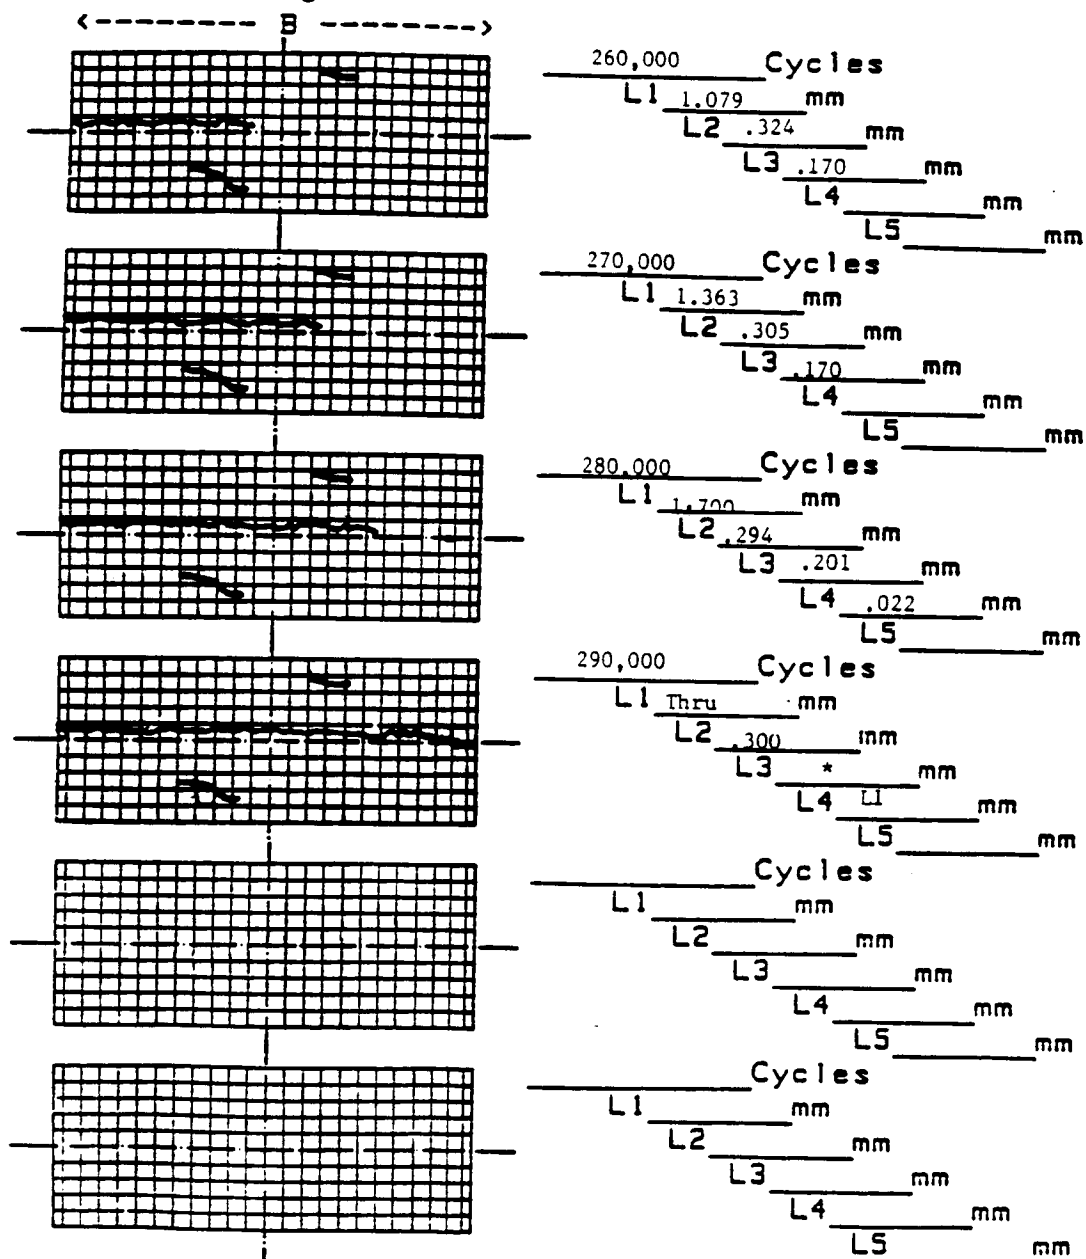 <---------- B ---------->
260,000 Cycles
L1 1.079 mm
L2 .324 mm
L3 .170 mm
L4 mm
L5 mm
270,000 Cycles
L1 1.363 mm
L2 .305 mm
L3 .170 mm
L4 mm
L5 mm
280,000 Cycles
L1 1.700 mm
L2 .294 mm
L3 .201 mm
L4 .022 mm
L5 mm
290,000 Cycles
L1 Thru mm
L2 .300 mm
L3 * mm
L4 L1 mm
L5 mm
Cycles
L1 mm
L2 mm
L3 mm
L4 mm
L5 mm
Cycles
L1 mm
L2 mm
L3 mm
L4 mm
L5 mm